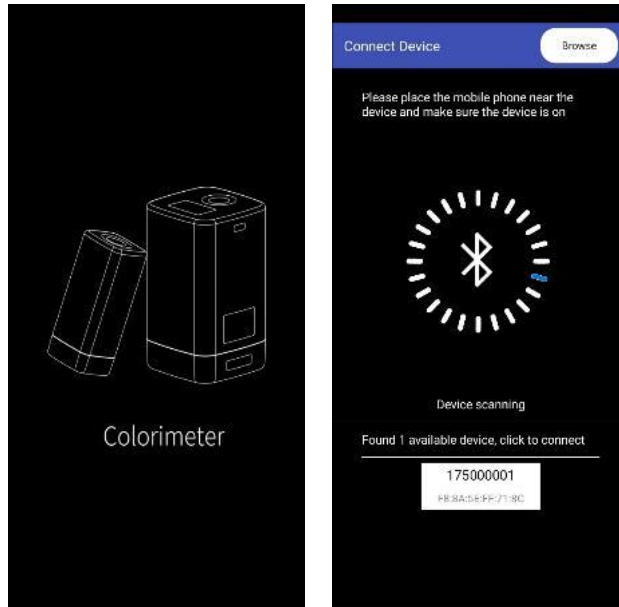 Colorimeter
Connect Device
Browse
Please place the mobile phone near the
device and make sure the device is on
Device scanning
Found 1 available device, click to connect
175000001